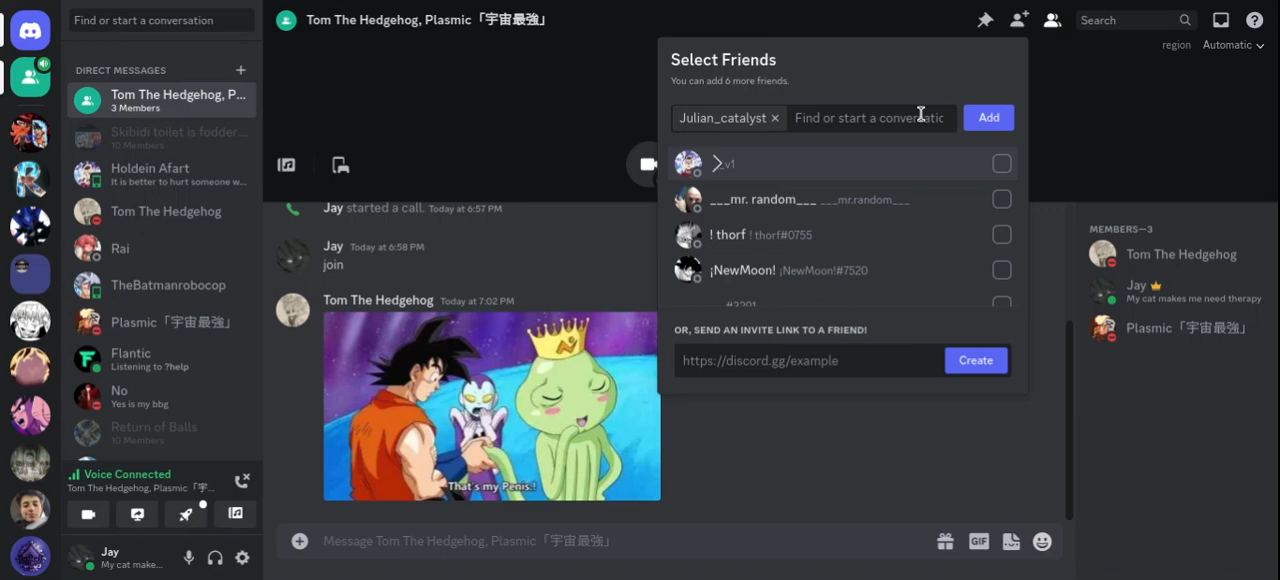 Find or start a conversation
DIRECT MESSAGES
Tom The Hedgehog, P...
3 Members
Skibidi toilet is fodder...
10 Members
Holdein Afart
It is better to hurt someone w...
Tom The Hedgehog
Rai
TheBatmanrobocop
Plasmic「宇宙最強」
Flantic
Listening to ?help
No
Yes is my bbg
Return of Balls
10 Members
Voice Connected
Tom The Hedgehog, Plasmic「宇...
Jay
My cat make...
Tom The Hedgehog, Plasmic「宇宙最強」
Search
region Automatic
Jay started a call. Today at 6:57 PM
Jay Today at 6:58 PM
join
Tom The Hedgehog Today at 7:02 PM
That's my Penis.!
Message Tom The Hedgehog, Plasmic「宇宙最強」
GIF
Select Friends
You can add 6 more friends.
Julian_catalyst × Find or start a conversatic
Add
_v1
___mr. random___ ___mr.random___
! thorf ! thorf#0755
¡NewMoon! ¡NewMoon!#7520
#3291
OR, SEND AN INVITE LINK TO A FRIEND!
https://discord.gg/example
Create
MEMBERS—3
Tom The Hedgehog
Jay
My cat makes me need therapy
Plasmic「宇宙最強」